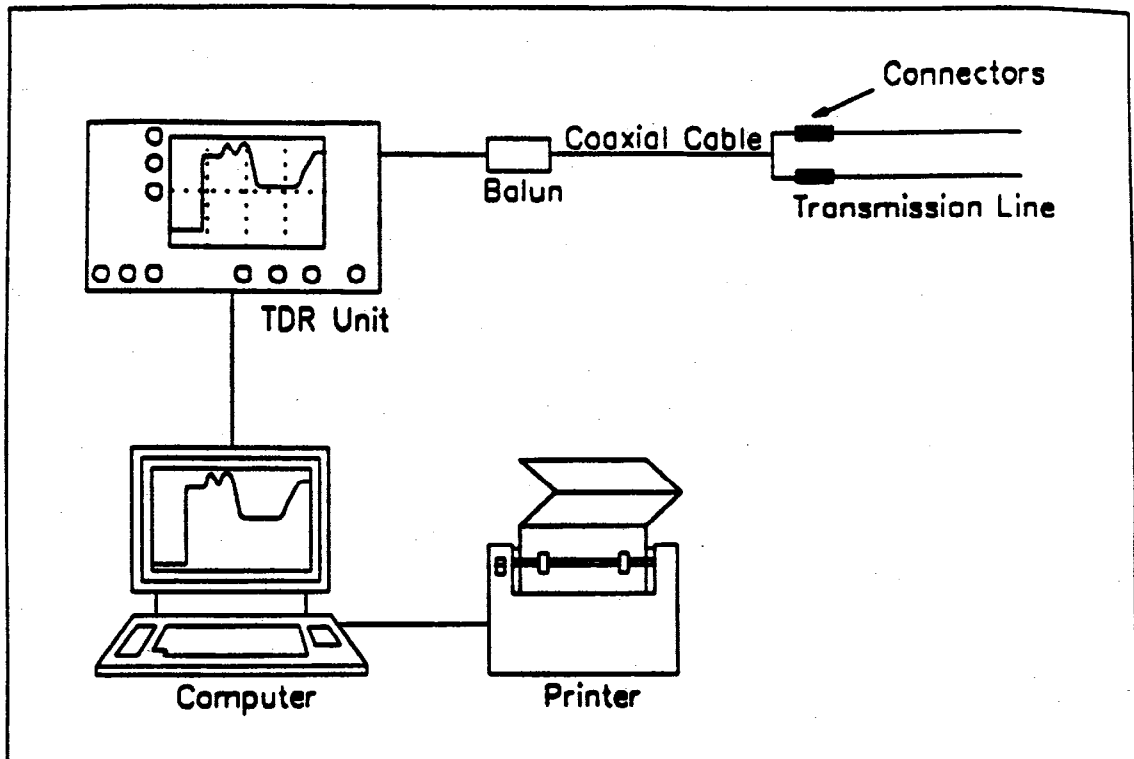 Connectors
Coaxial Cable
Balun
Transmission Line
TDR Unit
Computer
Printer